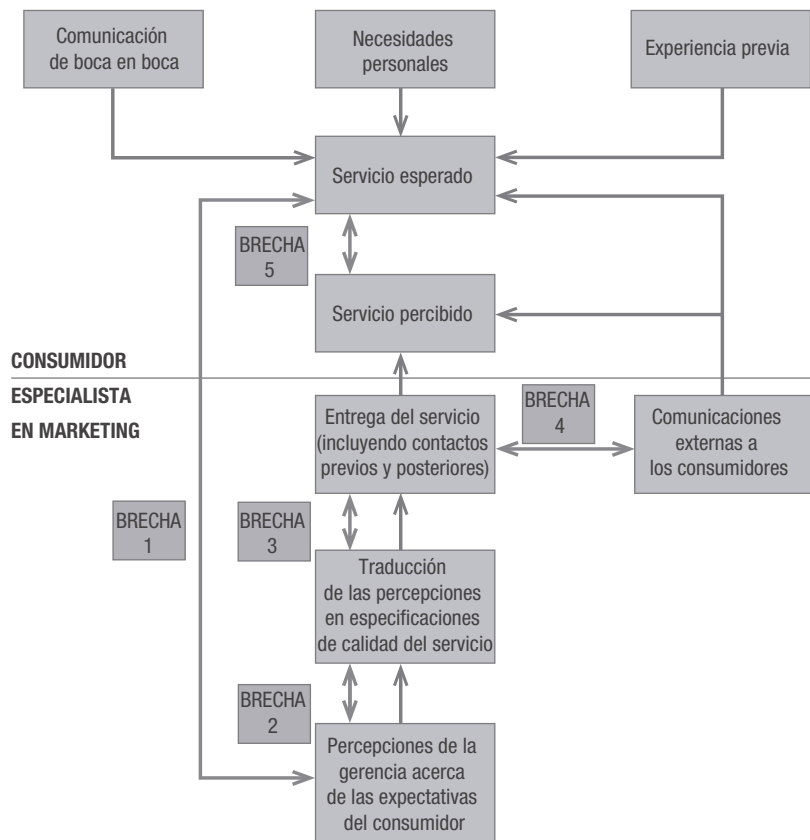 Comunicación
de boca en boca
Necesidades
personales
Experiencia previa
Servicio esperado
BRECHA
5
Servicio percibido
CONSUMIDOR
ESPECIALISTA
EN MARKETING
Entrega del servicio
(incluyendo contactos
previos y posteriores)
BRECHA
4
Comunicaciones
externas a
los consumidores
BRECHA
1
BRECHA
3
Traducción
de las percepciones
en especificaciones
de calidad del servicio
BRECHA
2
Percepciones de la
gerencia acerca
de las expectativas
del consumidor